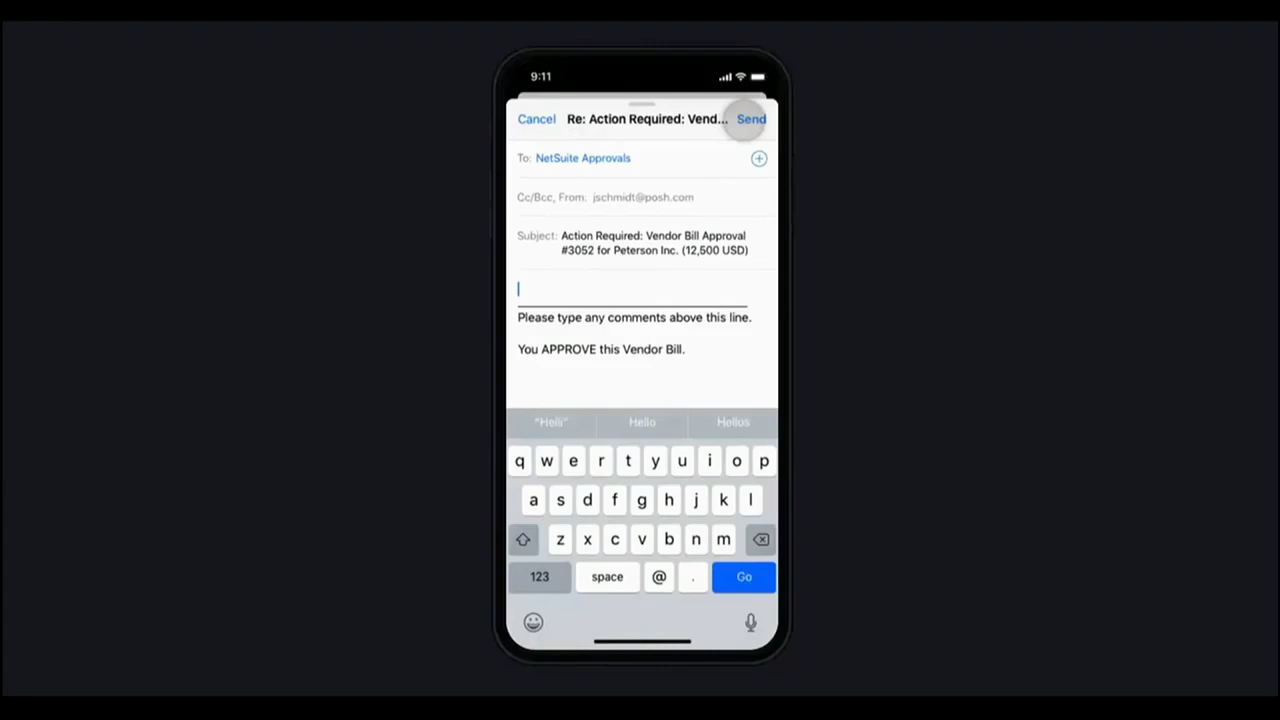 9:11
Cancel Re: Action Required: Vend... Send
To: NetSuite Approvals
Cc/Bcc, From: jschmidt@posh.com
Subject: Action Required: Vendor Bill Approval
#3052 for Peterson Inc. (12,500 USD)
Please type any comments above this line.
You APPROVE this Vendor Bill.
"Helli" Hello Hellos
q w e r t y u i o p
a s d f g h j k l
z x c v b n m
123 space @ . Go